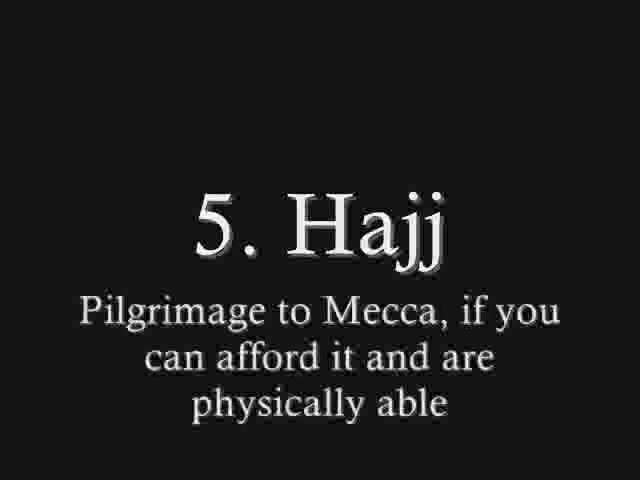 5. Hajj
Pilgrimage to Mecca, if you
can afford it and are
physically able